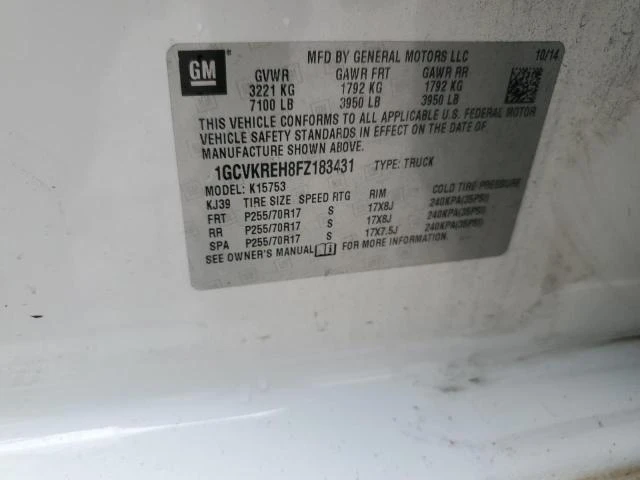 GM
MFD BY GENERAL MOTORS LLC 10/14
GVWR GAWR FRT GAWR RR
3221 KG 1792 KG 1792 KG
7100 LB 3950 LB 3950 LB
THIS VEHICLE CONFORMS TO ALL APPLICABLE U.S. FEDERAL MOTOR
VEHICLE SAFETY STANDARDS IN EFFECT ON THE DATE OF
MANUFACTURE SHOWN ABOVE.
1GCVKREH8FZ183431 TYPE: TRUCK
MODEL: K15753
KJ39 TIRE SIZE SPEED RTG RIM COLD TIRE PRESSURE
FRT P255/70R17 S 17X8J 240KPA(35PSI)
RR P255/70R17 S 17X8J 240KPA(35PSI)
SPA P255/70R17 S 17X7.5J 240KPA(35PSI)
SEE OWNER'S MANUAL FOR MORE INFORMATION.